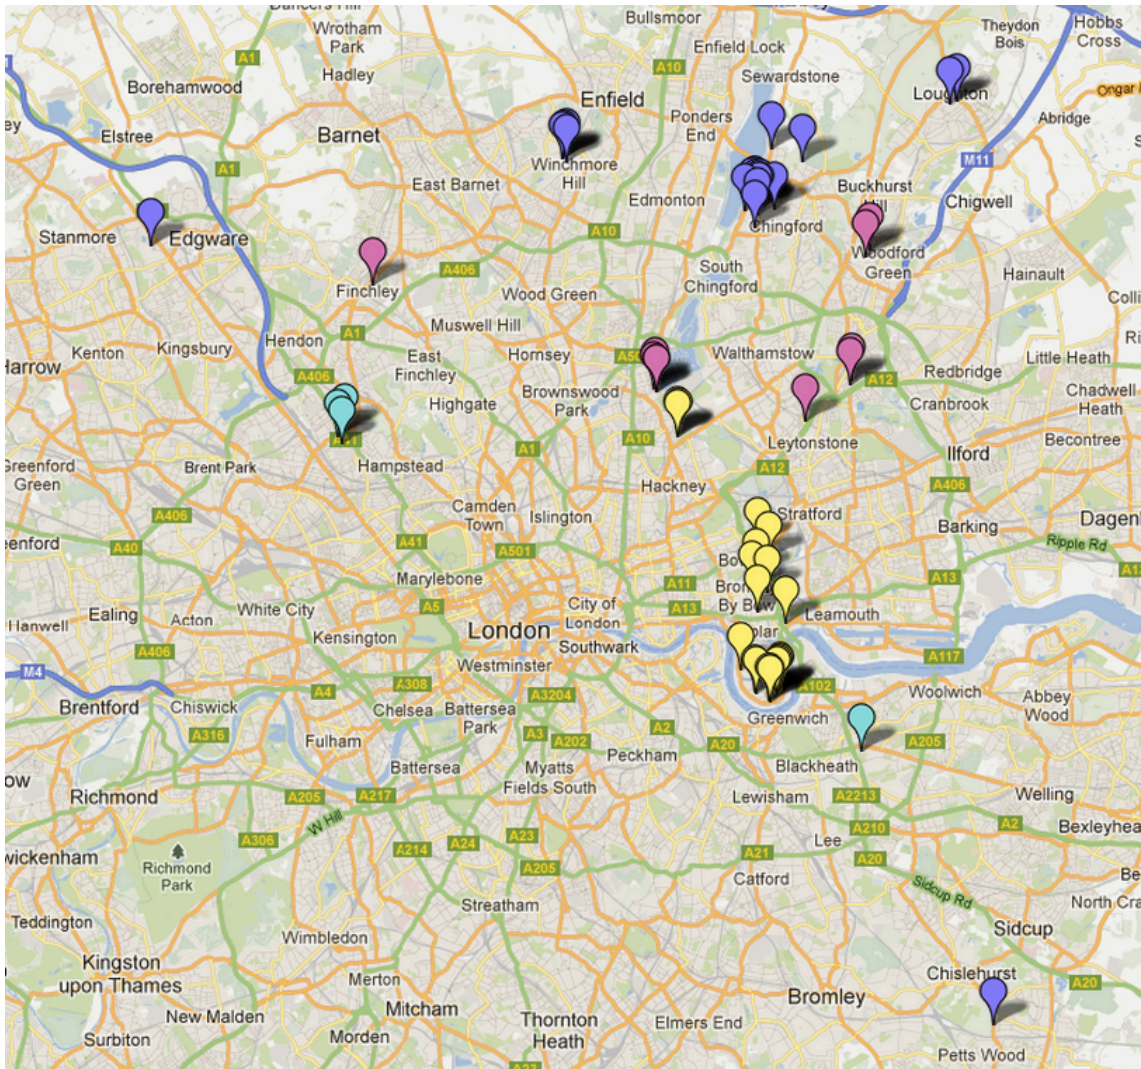 Bullsmoor
Wrotham
Park
Theydon
Bois
Hobbs
Cross
A1
Enfield Lock
A10
Hadley
Sewardstone
Borehamwood
Enfield
Loughton
Ongar
Ponders
End
Abridge
Elstree
Barnet
M11
A1
Winchmore
Hill
East Barnet
Buckhurst
Hill
Edmonton
Chigwell
Chingford
Stanmore
Edgware
A10
Woodford
Green
A406
South
Chingford
Hainault
Finchley
Wood Green
A1
Muswell Hill
Hendon
Kenton
Kingsbury
East
Finchley
Hornsey
Walthamstow
Little Heath
Redbridge
A406
A12
Brownswood
Park
Highgate
Cranbrook
Chadwell
Heath
A10
Leytonstone
Becontree
A1
Ilford
Brent Park
Hampstead
A12
Greenford
Green
Hackney
A406
Camden
Town
Islington
Stratford
A406
Barking
A40
A41
A501
Ripple Rd
Marylebone
A11
A13
A5
City of
London
A13
By Bow
Leamouth
Ealing
Acton
White City
Hanwell
Kensington
London
Southwark
A406
Westminster
A117
M4
A4
A308
A3204
A102
Woolwich
Abbey
Wood
Brentford
Chiswick
Chelsea
Battersea
Park
Greenwich
A316
Fulham
A3
A202
A2
A20
A205
Peckham
Blackheath
Battersea
Myatts
Fields South
Richmond
A205
A217
Lewisham
A2213
Welling
W Hill
A306
A23
A210
A2
Lee
A214
A24
A21
A20
Richmond
Park
A205
Catford
Sidcup Rd
Streatham
Teddington
Sidcup
Wimbledon
Kingston
upon Thames
Merton
Chislehurst
A20
Mitcham
Bromley
New Malden
Thornton
Heath
Elmers End
Surbiton
Morden
Petts Wood
A23